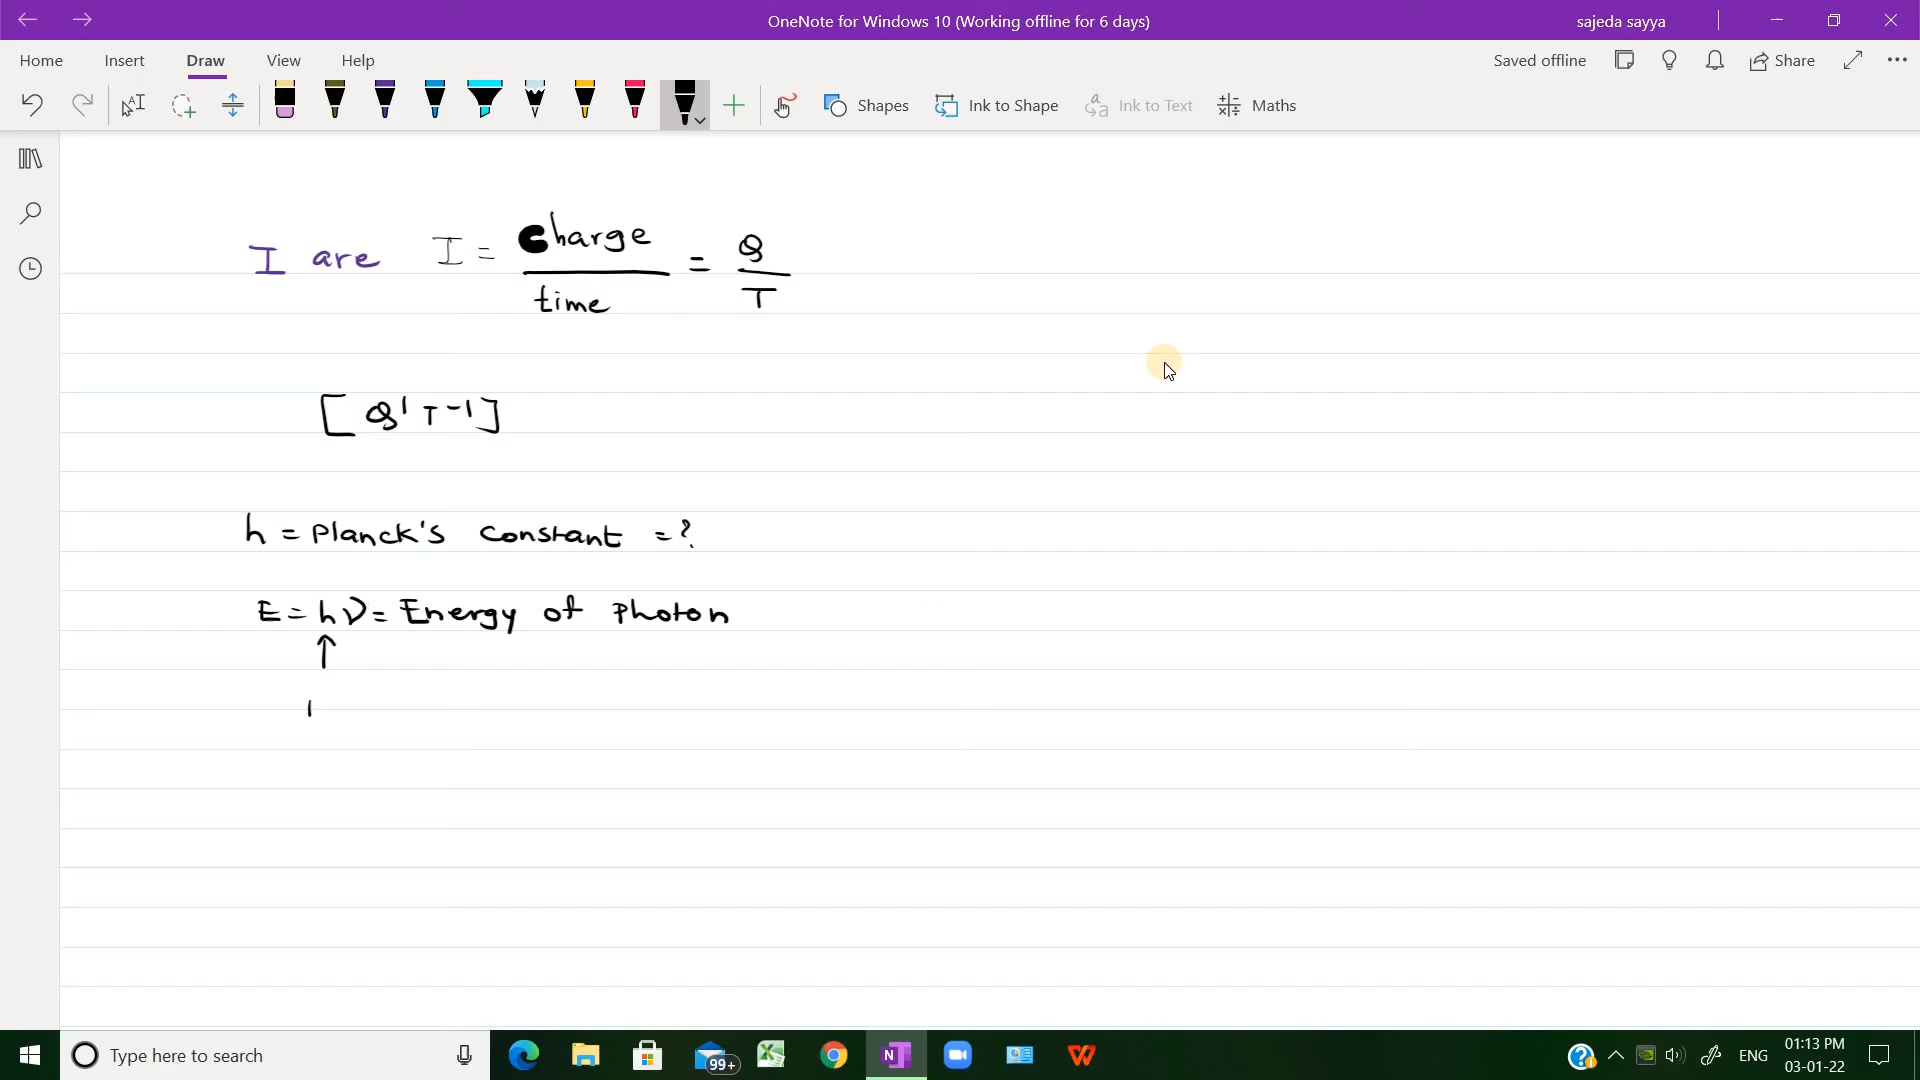 OneNote for Windows 10 (Working offline for 6 days)
sajeda sayya
Home Insert Draw View Help
Saved offline
Share
Shapes Ink to Shape Ink to Text Maths
I are I = charge / time = Q / T
[Q¹ T⁻¹]
h = Planck's constant = ?
E = hν = Energy of Photon
Type here to search
99+
ENG
01:13 PM
03-01-22